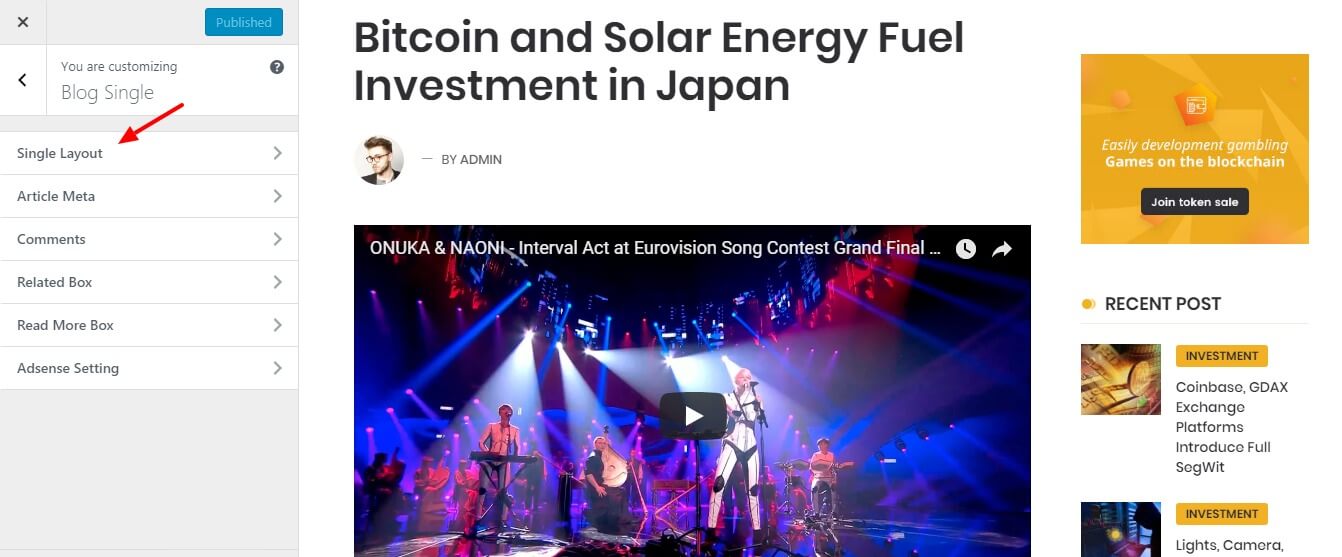 Published
You are customizing
Blog Single
Single Layout
Article Meta
Comments
Related Box
Read More Box
Adsense Setting
Bitcoin and Solar Energy Fuel
Investment in Japan
— BY ADMIN
ONUKA & NAONI - Interval Act at Eurovision Song Contest Grand Final ...
Easily development gambling
Games on the blockchain
Join token sale
RECENT POST
INVESTMENT
Coinbase, GDAX
Exchange
Platforms
Introduce Full
SegWit
INVESTMENT
Lights, Camera,